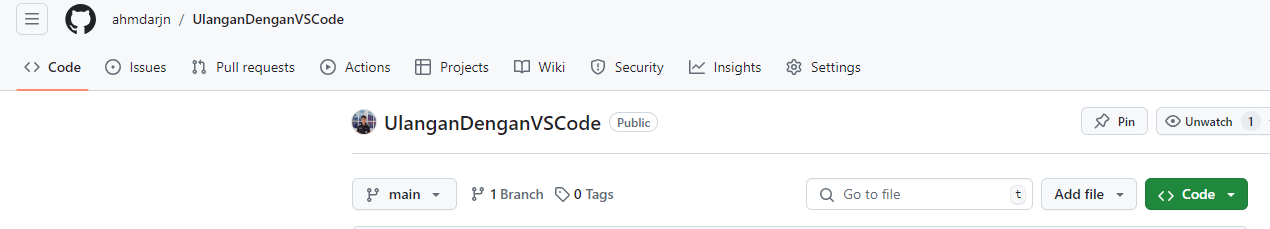 ahmdarjn / UlanganDenganVSCode
Code Issues Pull requests Actions Projects Wiki Security Insights Settings
UlanganDenganVSCode Public Pin Unwatch 1
main 1 Branch 0 Tags Go to file t Add file Code